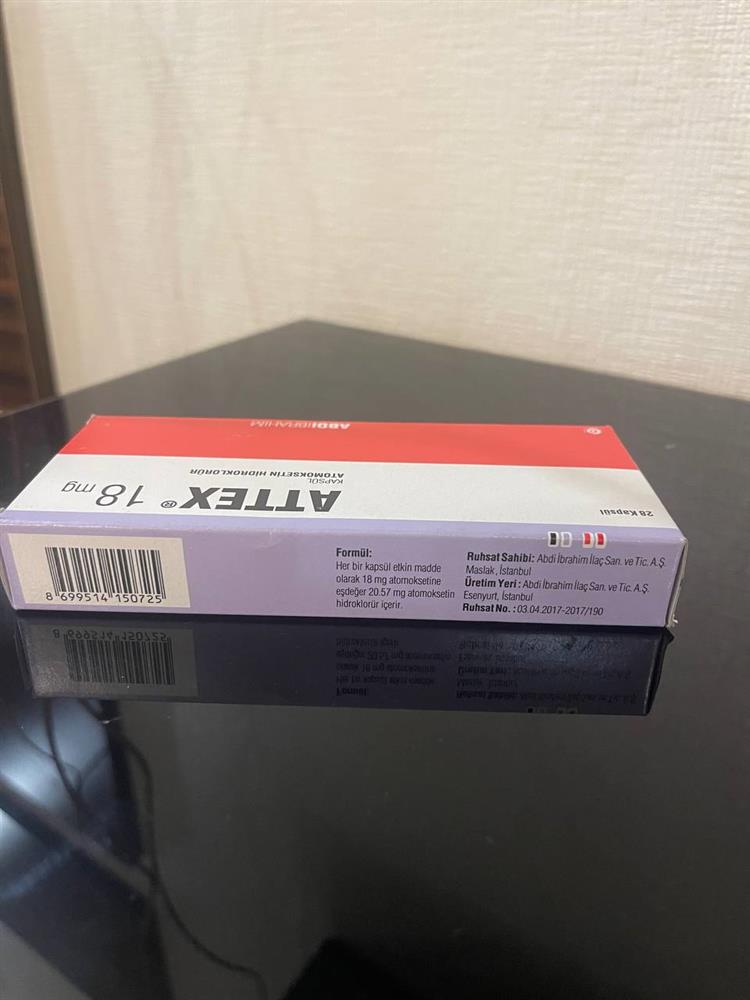 ABDİ İBRAHİM
ATTEX® 18 mg
KAPSÜL
ATOMOKSETİN HİDROKLORÜR
28 Kapsül
8 699514 150725
Formül:
Her bir kapsül etkin madde
olarak 18 mg atomoksetine
eşdeğer 20.57 mg atomoksetin
hidroklorür içerir.
Ruhsat Sahibi: Abdi İbrahim İlaç San. ve Tic. A.Ş.
Maslak, İstanbul
Üretim Yeri : Abdi İbrahim İlaç San. ve Tic. A.Ş.
Esenyurt, İstanbul
Ruhsat No. : 03.04.2017-2017/190